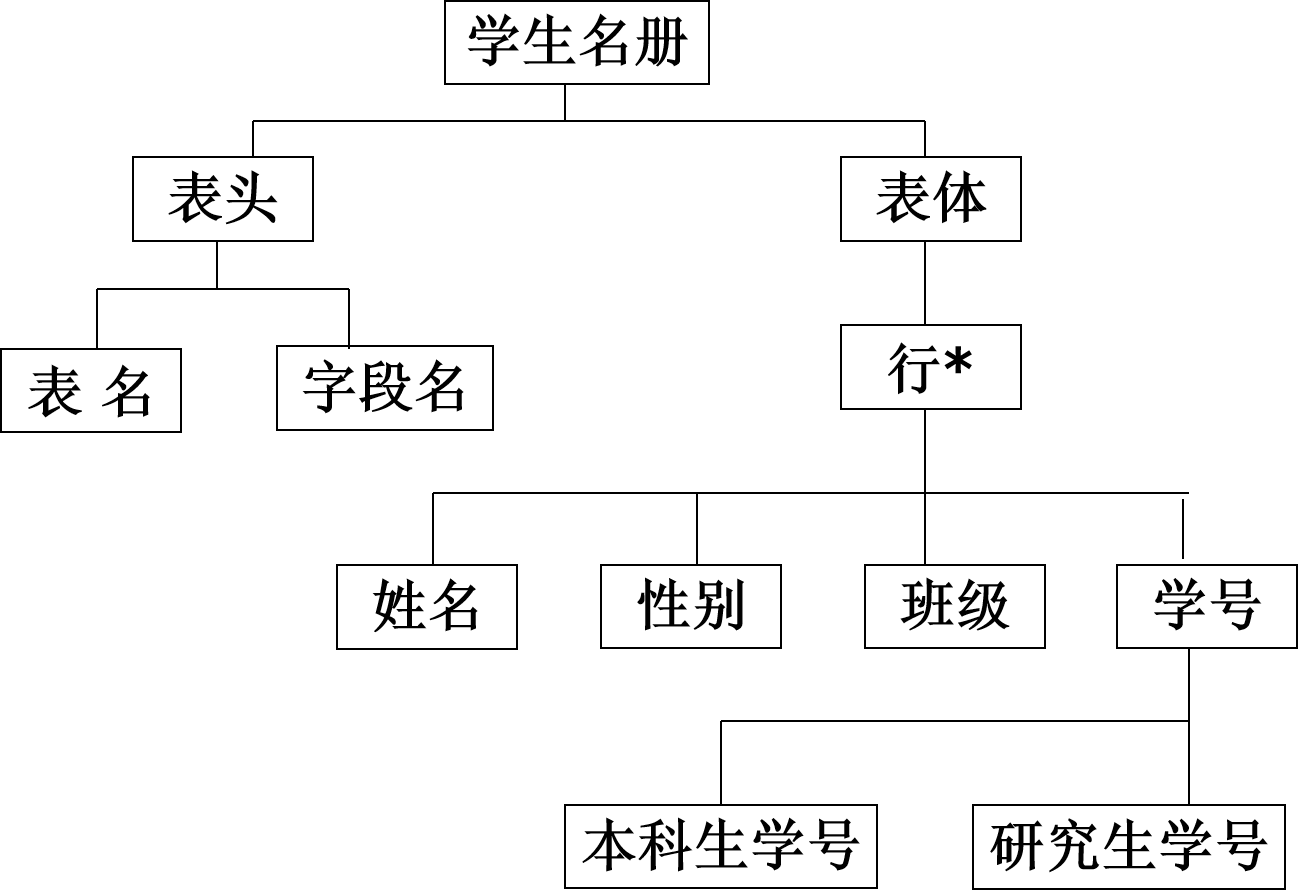 学生名册
表头
表体
表 名
字段名
行*
姓名
性别
班级
学号
本科生学号
研究生学号